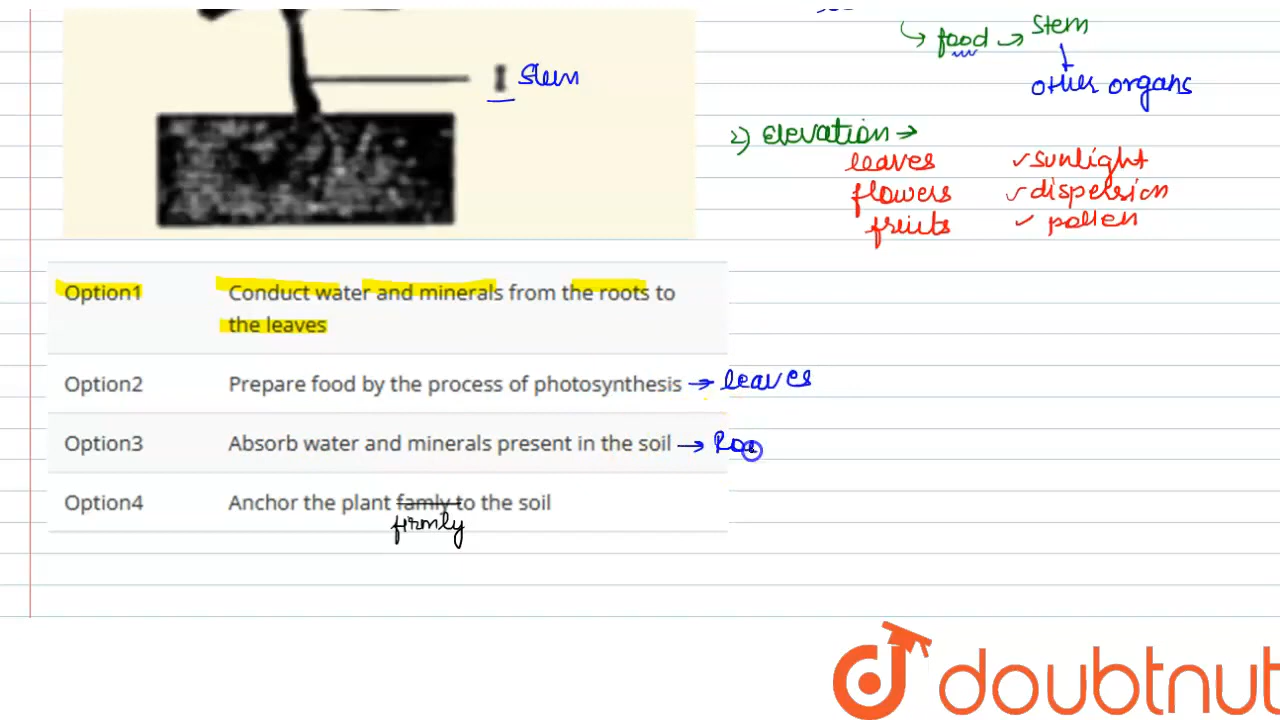 ↳ food → stem
other organs
I stem
2) Elevation →
leaves ✓ sunlight
flowers ✓ dispersion
fruits ✓ pollen
Option1 Conduct water and minerals from the roots to
the leaves
Option2 Prepare food by the process of photosynthesis → leaves
Option3 Absorb water and minerals present in the soil → Roo
Option4 Anchor the plant famly to the soil
firmly
doubtnut